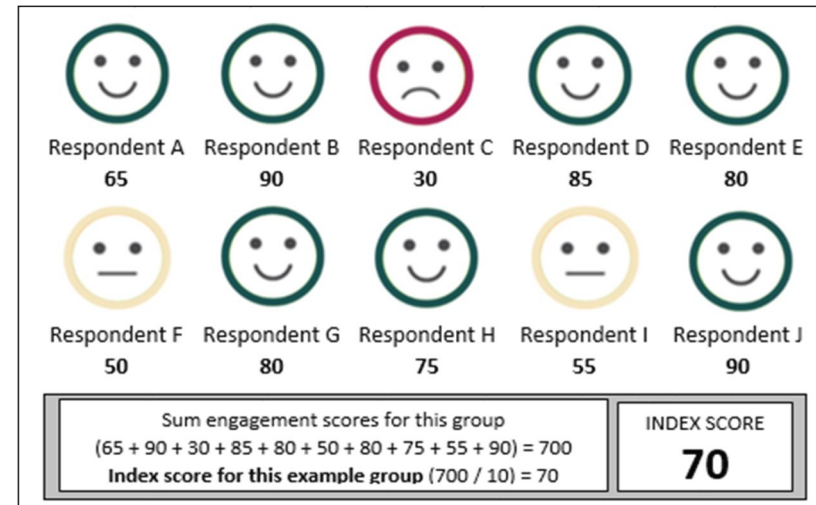 Respondent A Respondent B Respondent C Respondent D Respondent E
65 90 30 85 80
Respondent F Respondent G Respondent H Respondent I Respondent J
50 80 75 55 90
Sum engagement scores for this group
(65 + 90 + 30 + 85 + 80 + 50 + 80 + 75 + 55 + 90) = 700
Index score for this example group (700 / 10) = 70
INDEX SCORE
70